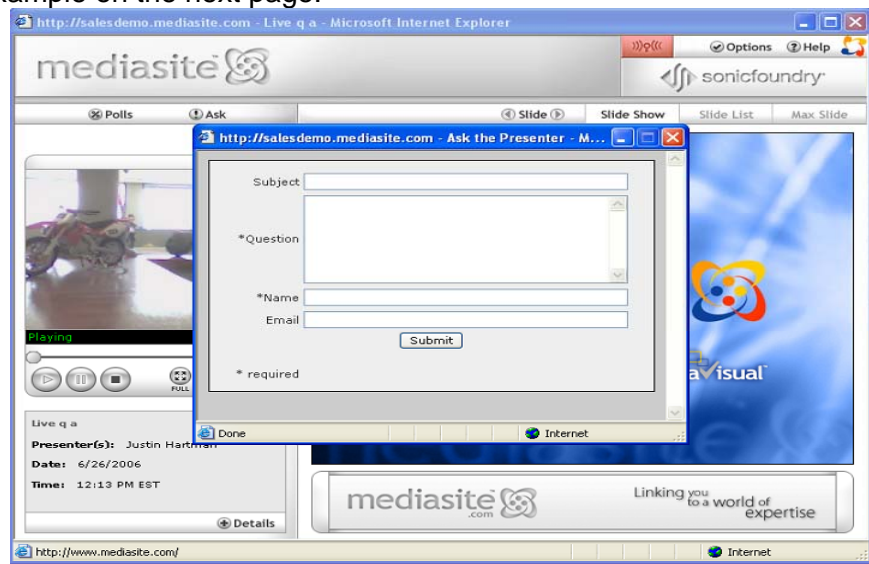 ample on the next page.
http://salesdemo.mediasite.com - Live q a - Microsoft Internet Explorer
Options Help
mediasite
sonicfoundry
Polls Ask Slide Slide Show Slide List Max Slide
http://salesdemo.mediasite.com - Ask the Presenter - M...
Subject
*Question
*Name
Email
Submit
* required
Playing
FULL
aVisual
Live q a
Presenter(s): Justin Hartman
Date: 6/26/2006
Time: 12:13 PM EST
Details
Done Internet
mediasite
.com
Linking you
to a world of
expertise
http://www.mediasite.com/ Internet